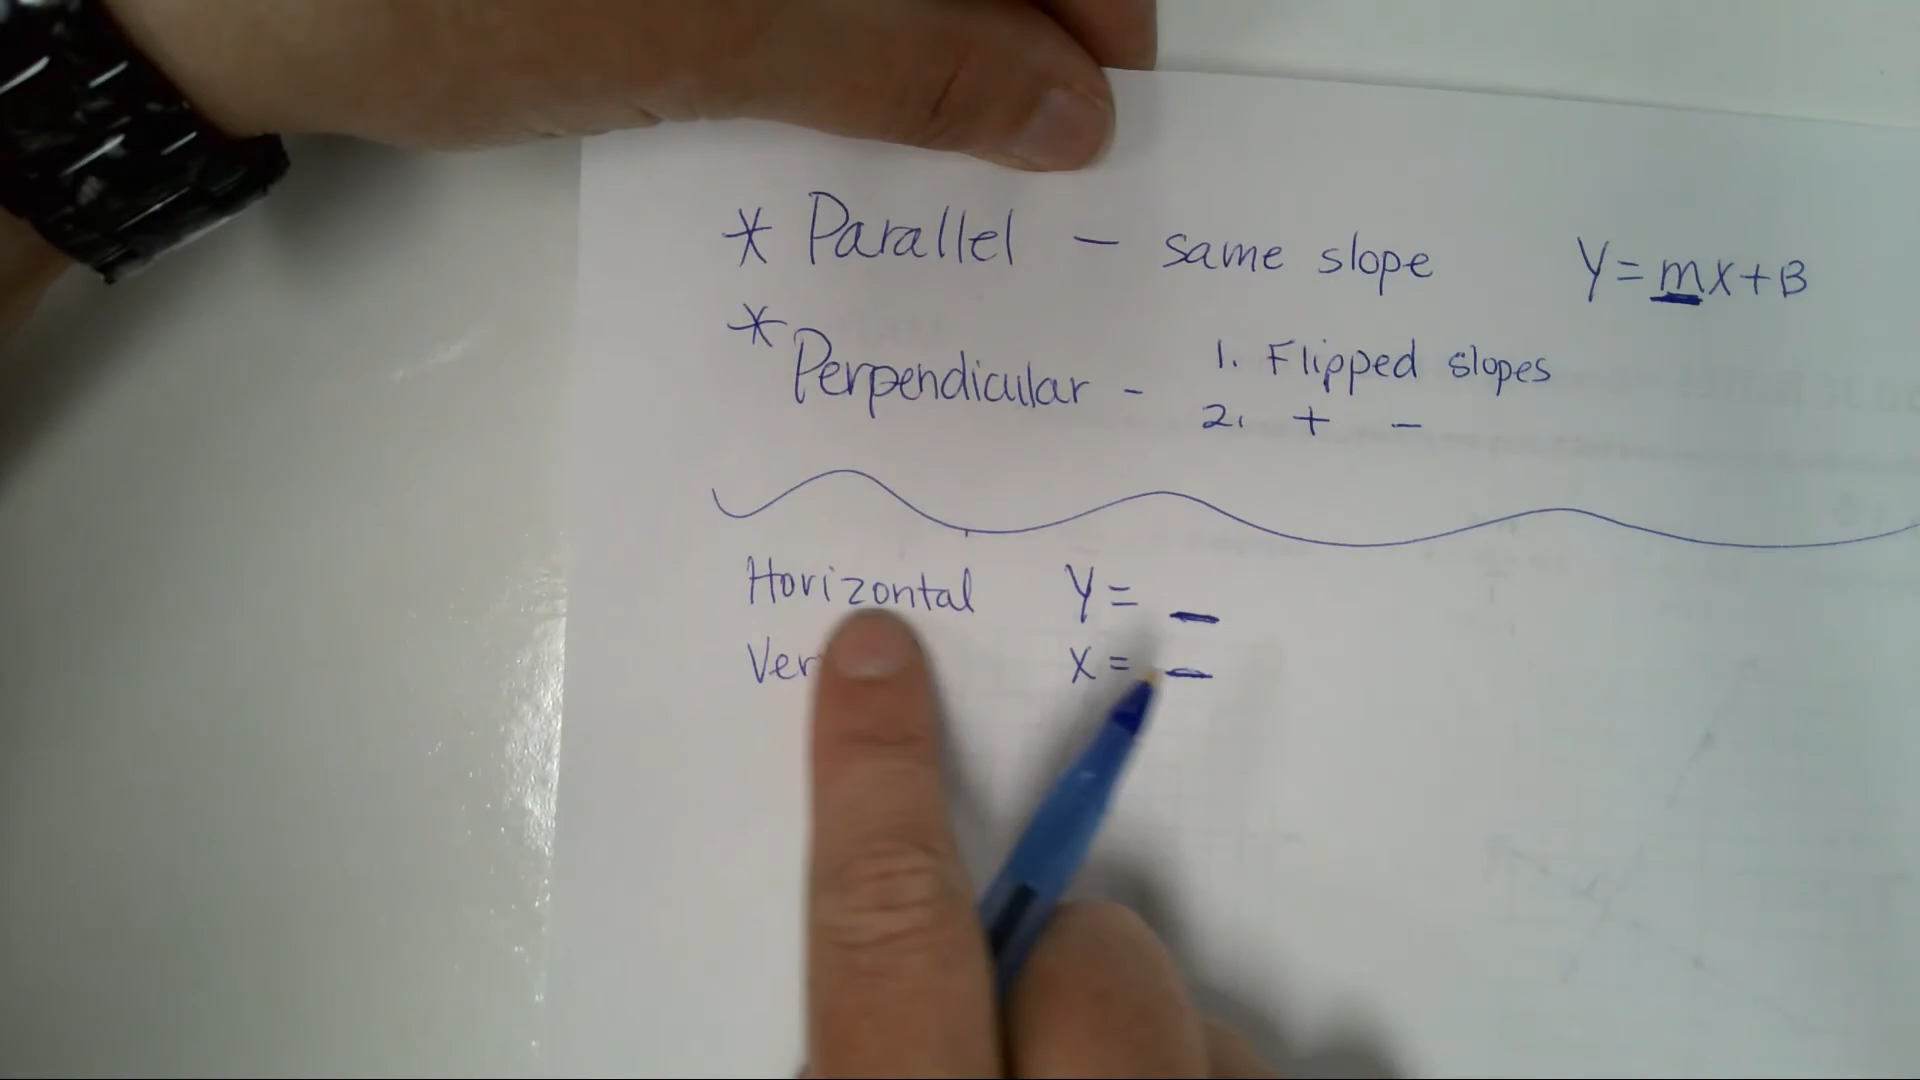 * Parallel - same slope Y=mx+B
* Perpendicular - 1. Flipped slopes
2. + -
Horizontal Y= _
X= _